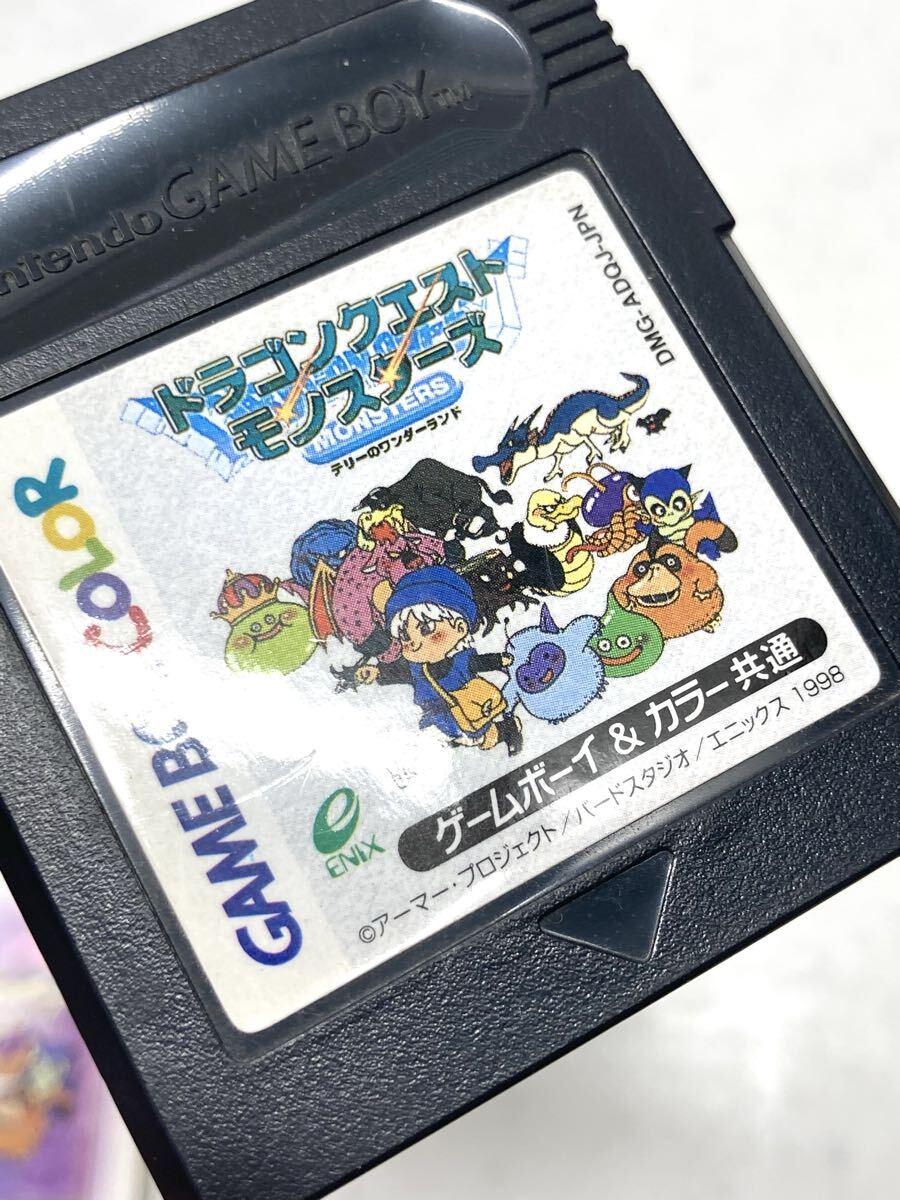 Nintendo GAME BOY™
DMG-ADQJ-JPN
ドラゴンクエスト
モンスターズ
MONSTERS
テリーのワンダーランド
GAME BOY COLOR
ENIX
ゲームボーイ & カラー共通
©アーマー・プロジェクト/バードスタジオ/エニックス 1998